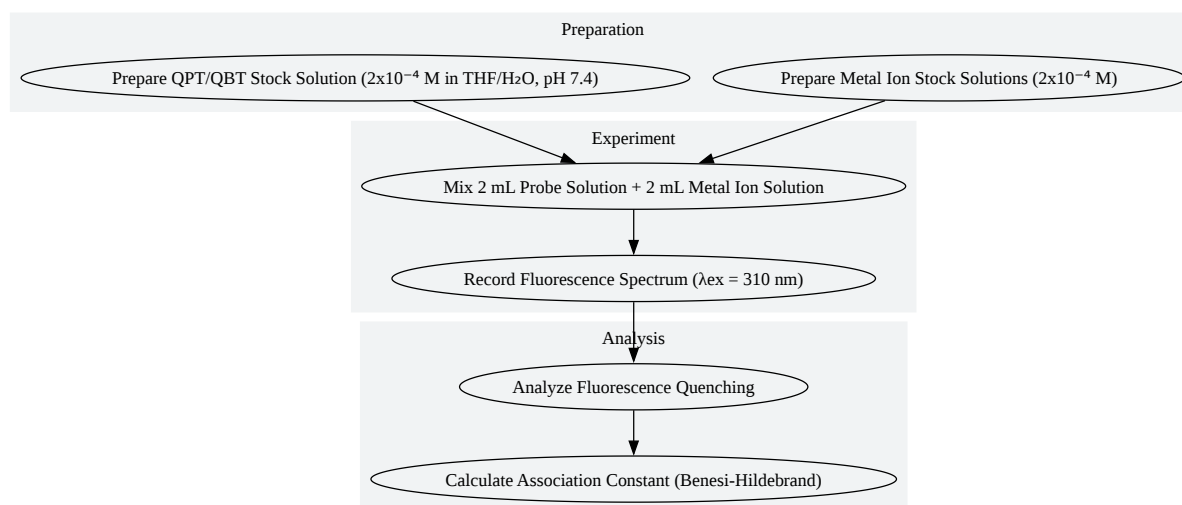 Preparation
Prepare QPT/QBT Stock Solution (2x10⁻⁴ M in THF/H₂O, pH 7.4)
Prepare Metal Ion Stock Solutions (2x10⁻⁴ M)
Experiment
Mix 2 mL Probe Solution + 2 mL Metal Ion Solution
Record Fluorescence Spectrum (λex = 310 nm)
Analysis
Analyze Fluorescence Quenching
Calculate Association Constant (Benesi-Hildebrand)